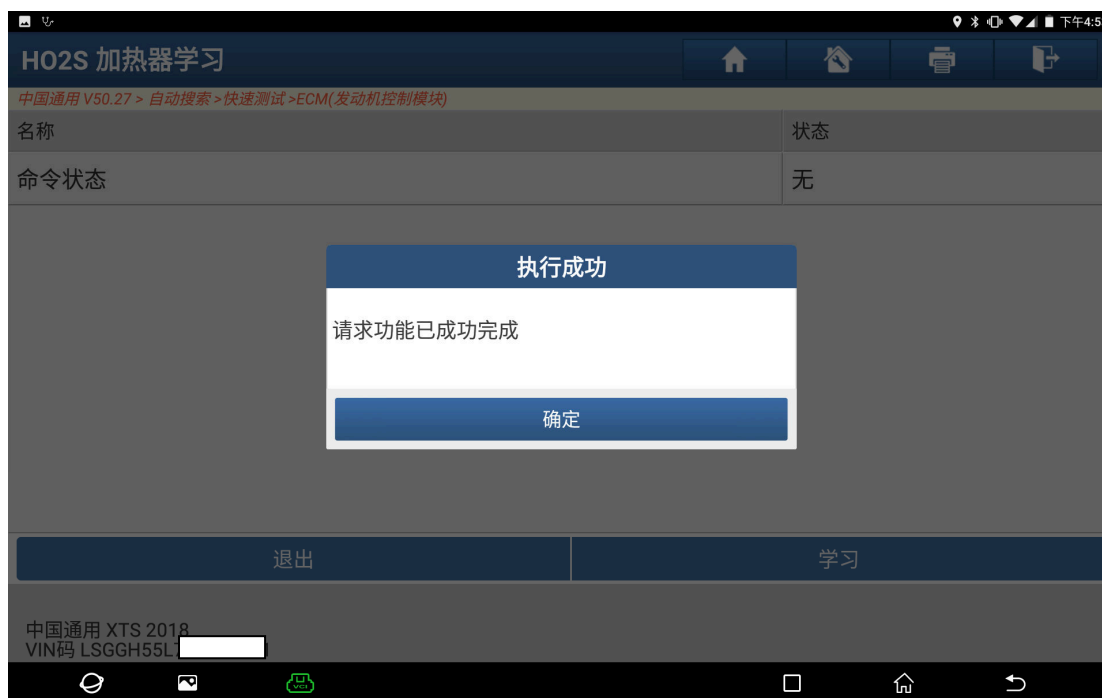 下午4:5
HO2S 加热器学习
中国通用 V50.27 > 自动搜索 >快速测试 >ECM(发动机控制模块)
名称 状态
命令状态 无
执行成功
请求功能已成功完成
确定
退出 学习
中国通用 XTS 2018
VIN码 LSGGH55L
VCI